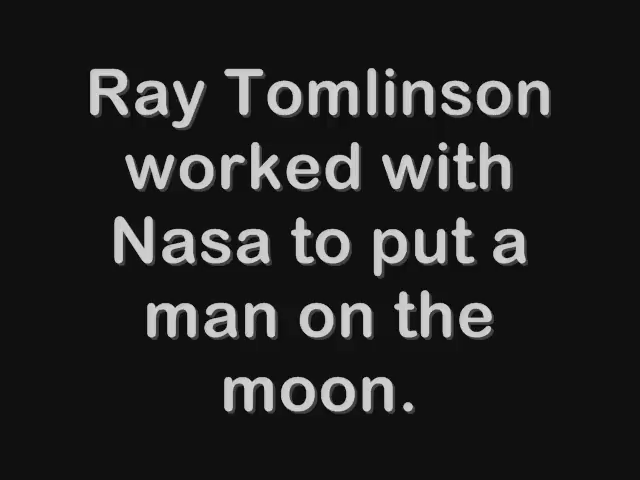 Ray Tomlinson
worked with
Nasa to put a
man on the
moon.